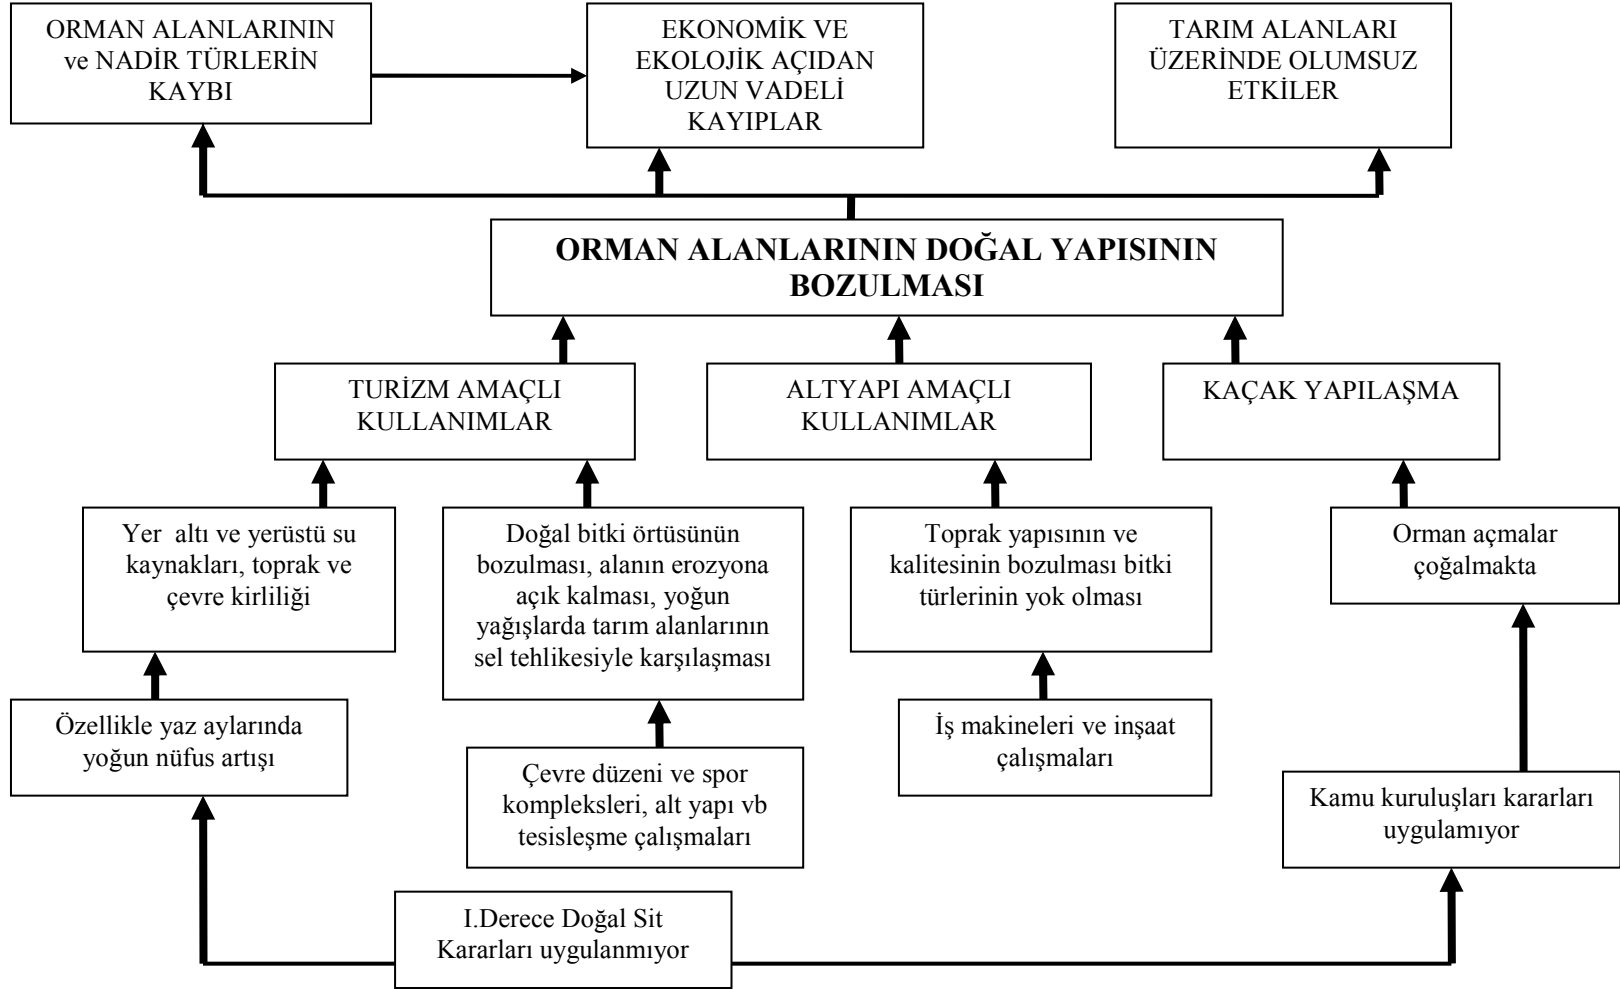 ORMAN ALANLARININ
ve NADİR TÜRLERİN
KAYBI
EKONOMİK VE
EKOLOJİK AÇIDAN
UZUN VADELİ
KAYIPLAR
TARIM ALANLARI
ÜZERİNDE OLUMSUZ
ETKİLER
ORMAN ALANLARININ DOĞAL YAPISININ
BOZULMASI
TURİZM AMAÇLI
KULLANIMLAR
ALTYAPI AMAÇLI
KULLANIMLAR
KAÇAK YAPILAŞMA
Yer altı ve yerüstü su
kaynakları, toprak ve
çevre kirliliği
Doğal bitki örtüsünün
bozulması, alanın erozyona
açık kalması, yoğun
yağışlarda tarım alanlarının
sel tehlikesiyle karşılaşması
Toprak yapısının ve
kalitesinin bozulması bitki
türlerinin yok olması
Orman açmalar
çoğalmakta
Özellikle yaz aylarında
yoğun nüfus artışı
Çevre düzeni ve spor
kompleksleri, alt yapı vb
tesisleşme çalışmaları
İş makineleri ve inşaat
çalışmaları
Kamu kuruluşları kararları
uygulamıyor
I.Derece Doğal Sit
Kararları uygulanmıyor